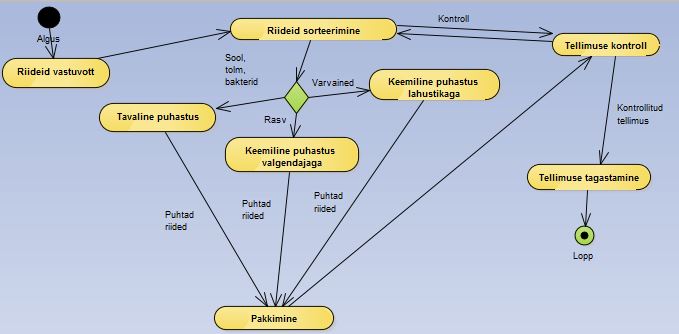 Algus
Riideid vastuvott
Riideid sorteerimine
Kontroll
Tellimuse kontroll
Sool,
tolm,
bakterid
Varvained
Keemiline puhastus
lahustikaga
Tavaline puhastus
Rasv
Keemiline puhastus
valgendajaga
Kontrollitud
tellimus
Tellimuse tagastamine
Puhtad
riided
Puhtad
riided
Puhtad
riided
Lopp
Pakkimine